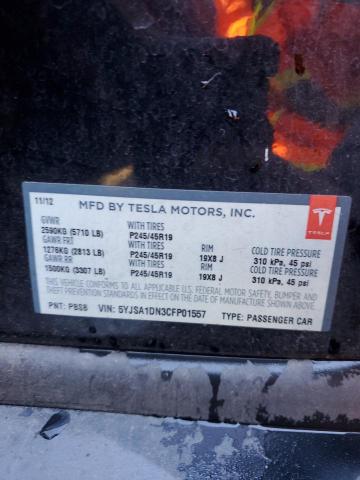 11/12 MFD BY TESLA MOTORS, INC.
GVWR WITH TIRES
2590KG (5710 LB) P245/45R19 RIM COLD TIRE PRESSURE
GAWR FRT WITH TIRES
1276KG (2813 LB) P245/45R19 19X8 J 310 kPa, 45 psi
GAWR RR WITH TIRES RIM COLD TIRE PRESSURE
1500KG (3307 LB) P245/45R19 19X8 J 310 kPa, 45 psi
THIS VEHICLE CONFORMS TO ALL APPLICABLE U.S. FEDERAL MOTOR VEHICLE SAFETY, BUMPER AND
THEFT PREVENTION STANDARDS IN EFFECT ON THE DATE OF MANUFACTURE SHOWN ABOVE.
PNT: PBSB VIN: 5YJSA1DN3CFP01557 TYPE: PASSENGER CAR
TESLA